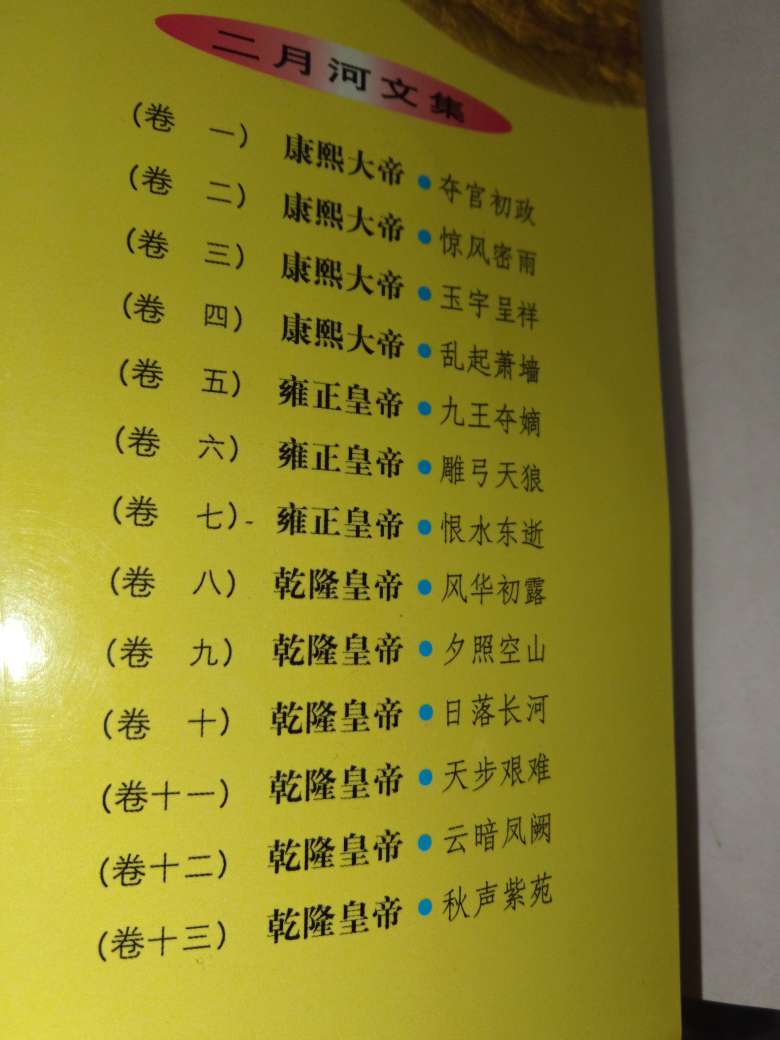 二月河文集
(卷 一) 康熙大帝·夺宫初政
(卷 二) 康熙大帝·惊风密雨
(卷 三) 康熙大帝·玉宇呈祥
(卷 四) 康熙大帝·乱起萧墙
(卷 五) 雍正皇帝·九王夺嫡
(卷 六) 雍正皇帝·雕弓天狼
(卷 七) 雍正皇帝·恨水东逝
(卷 八) 乾隆皇帝·风华初露
(卷 九) 乾隆皇帝·夕照空山
(卷 十) 乾隆皇帝·日落长河
(卷十一) 乾隆皇帝·天步艰难
(卷十二) 乾隆皇帝·云暗凤阙
(卷十三) 乾隆皇帝·秋声紫苑